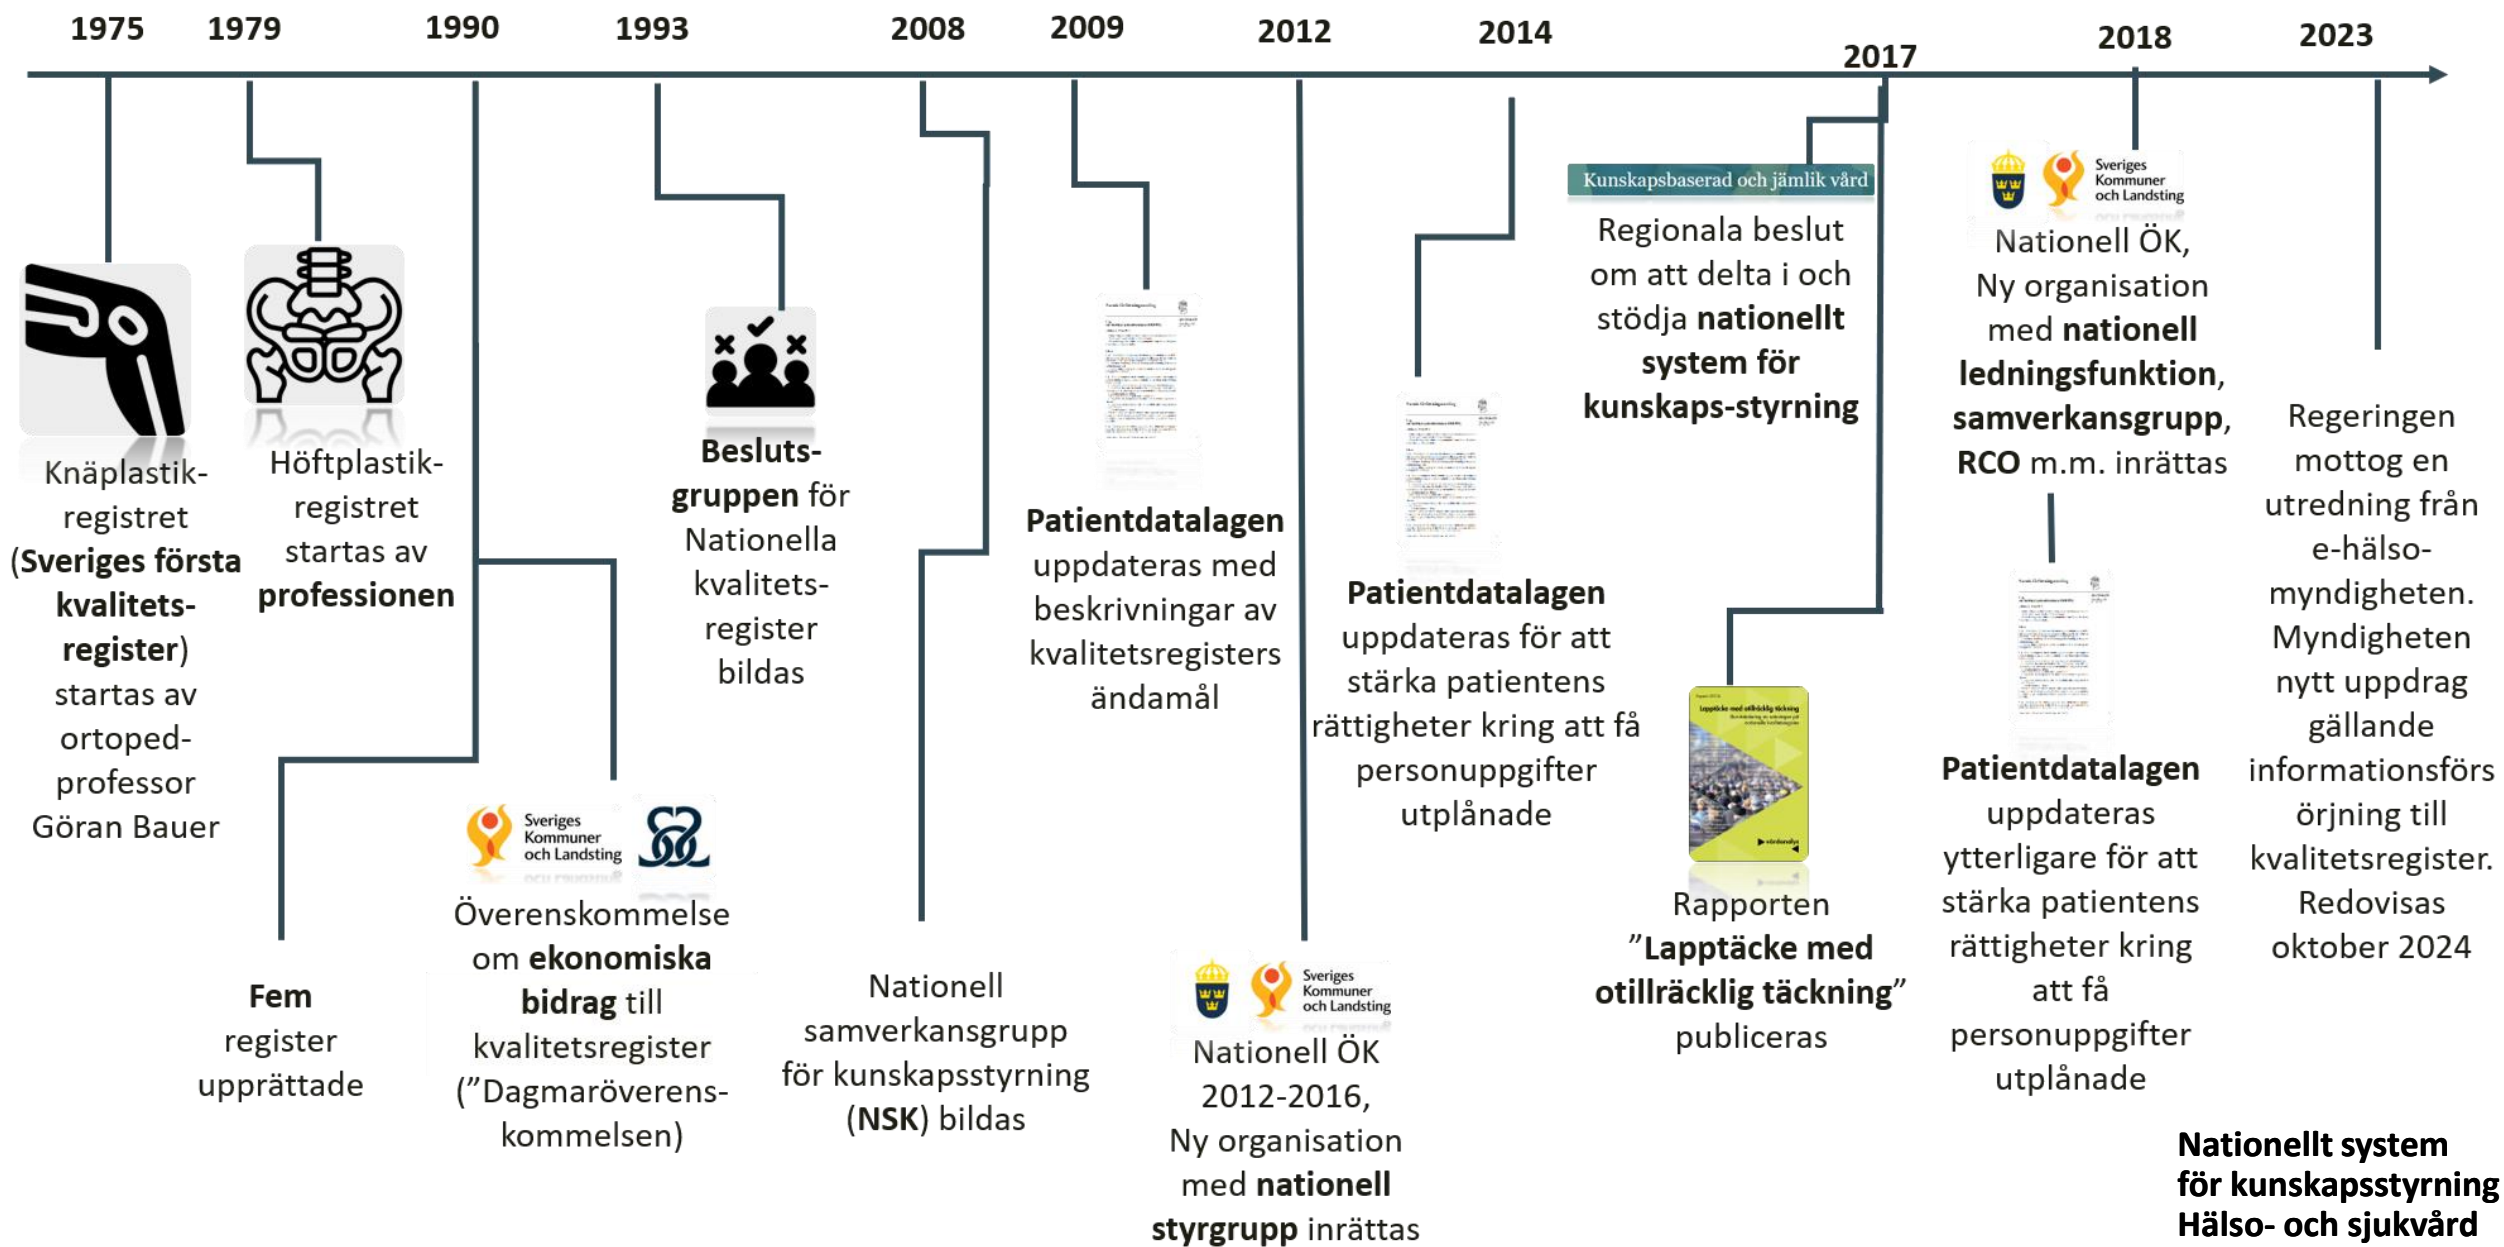 1975
1979
1990
1993
2008
2009
2012
2014
2017
2018
2023
Knäplastik-
registret
(Sveriges första
kvalitets-
register)
startas av
ortoped-
professor
Göran Bauer
Höftplastik-
registret
startas av
professionen
Fem
register
upprättade
Sveriges
Kommuner
och Landsting
Överenskommelse
om ekonomiska
bidrag till
kvalitetsregister
(”Dagmaröverens-
kommelsen)
Besluts-
gruppen för
Nationella
kvalitets-
register
bildas
Nationell
samverkansgrupp
för kunskapsstyrning
(NSK) bildas
Patientdatalagen
uppdateras med
beskrivningar av
kvalitetsregisters
ändamål
Sveriges
Kommuner
och Landsting
Nationell ÖK
2012-2016,
Ny organisation
med nationell
styrgrupp inrättas
Patientdatalagen
uppdateras för att
stärka patientens
rättigheter kring att få
personuppgifter
utplånade
Kunskapsbaserad och jämlik vård
Regionala beslut
om att delta i och
stödja nationellt
system för
kunskaps-styrning
Lapptäcke med otillräcklig täckning
vårdanalys
Rapporten
”Lapptäcke med
otillräcklig täckning”
publiceras
Sveriges
Kommuner
och Landsting
Nationell ÖK,
Ny organisation
med nationell
ledningsfunktion,
samverkansgrupp,
RCO m.m. inrättas
Patientdatalagen
uppdateras
ytterligare för att
stärka patientens
rättigheter kring
att få
personuppgifter
utplånade
Regeringen
mottog en
utredning från
e-hälso-
myndigheten.
Myndigheten
nytt uppdrag
gällande
informationsförs
örjning till
kvalitetsregister.
Redovisas
oktober 2024
Nationellt system
för kunskapsstyrning
Hälso- och sjukvård